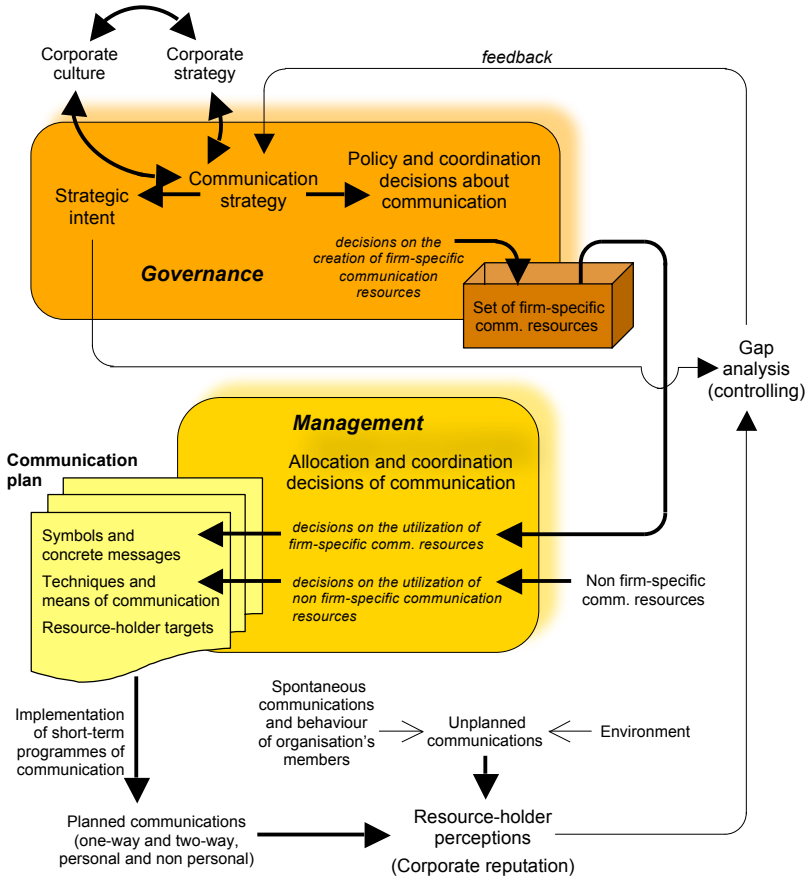 Corporate
culture
Corporate
strategy
feedback
Communication
strategy
Policy and coordination
decisions about
communication
Strategic
intent
Governance
decisions on the
creation of firm-specific
communication
resources
Set of firm-specific
comm. resources
Gap
analysis
(controlling)
Management
Allocation and coordination
decisions of communication
Communication
plan
Symbols and
concrete messages
decisions on the utilization of
firm-specific comm. resources
Techniques and
means of communication
decisions on the utilization of
non firm-specific communication
resources
Non firm-specific
comm. resources
Resource-holder targets
Implementation
of short-term
programmes of
communication
Spontaneous
communications
and behaviour
of organisation's
members
Unplanned
communications
Environment
Planned communications
(one-way and two-way,
personal and non personal)
Resource-holder
perceptions
(Corporate reputation)